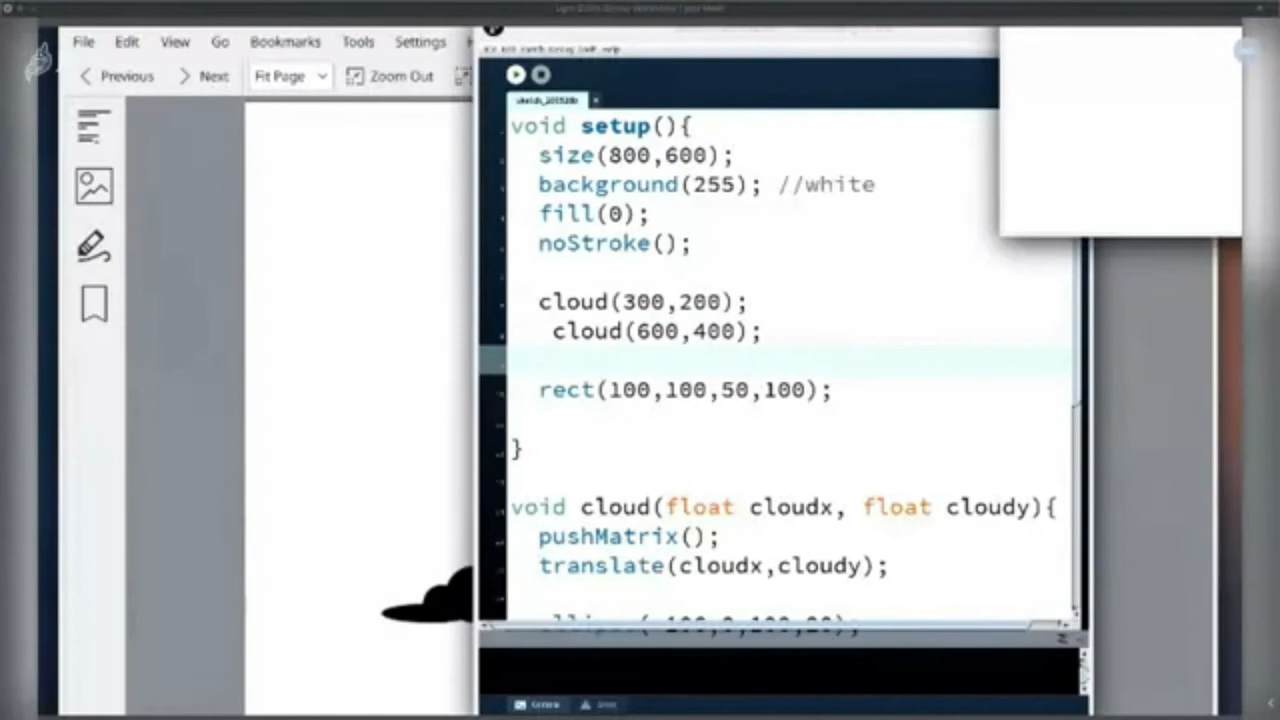 File Edit View Go Bookmarks Tools Settings
Previous Next Fit Page Zoom Out
void setup(){
size(800,600);
background(255); //white
fill(0);
noStroke();
cloud(300,200);
cloud(600,400);
rect(100,100,50,100);
}
void cloud(float cloudx, float cloudy){
pushMatrix();
translate(cloudx,cloudy);
Console